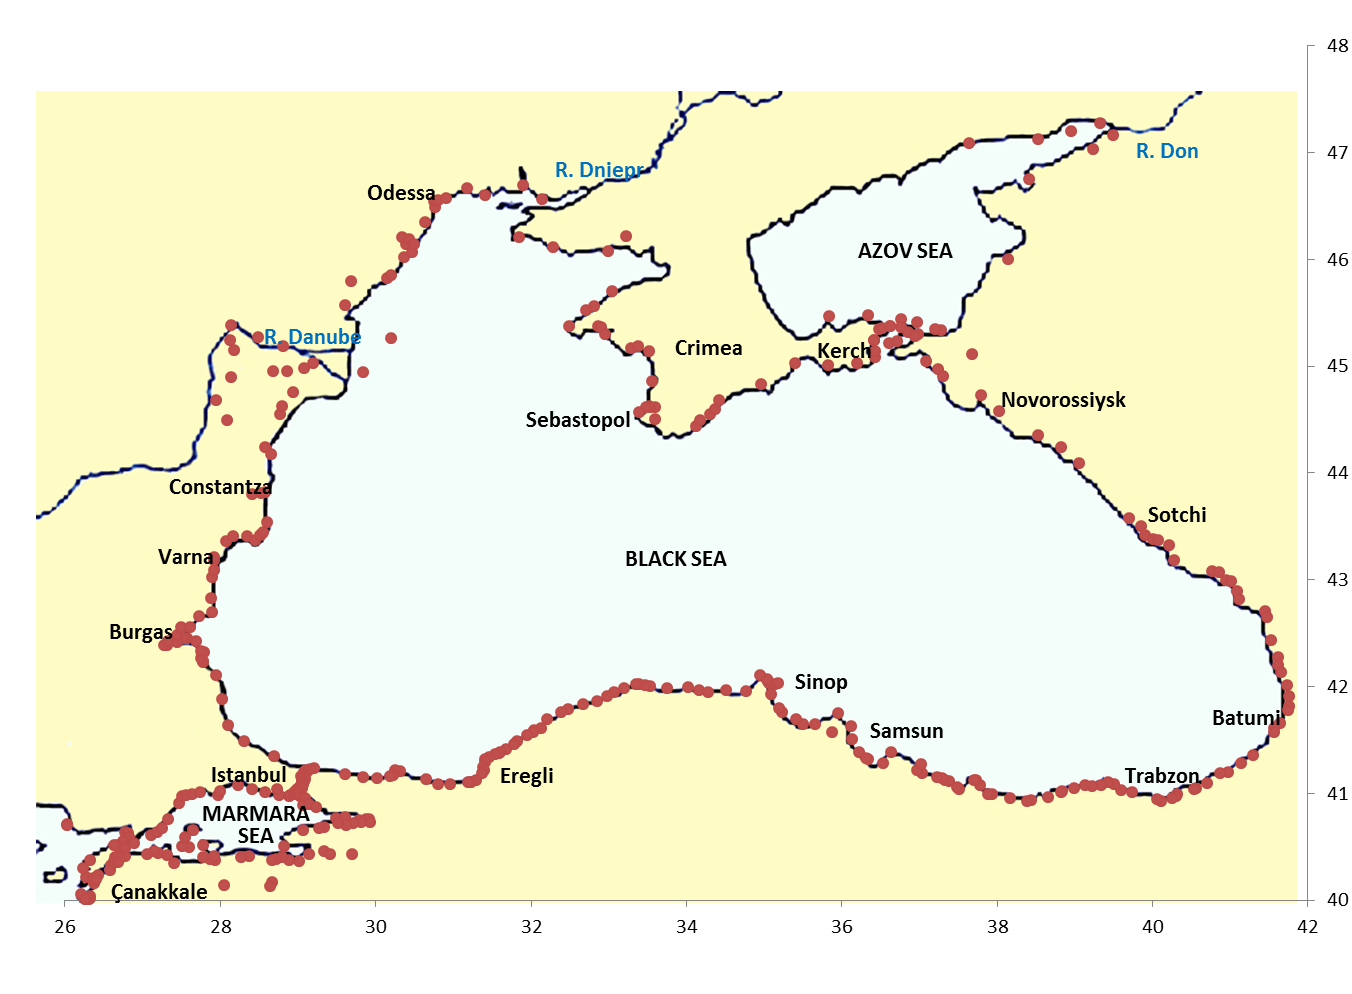 48
47
R. Don
R. Dniepr
Odessa
AZOV SEA
46
R. Danube
Crimea
Kerch
45
Novorossiysk
Sebastopol
44
Constantza
Sotchi
Varna
BLACK SEA
43
Burgas
42
Sinop
Batumi
Samsun
Istanbul
Eregli
Trabzon
41
MARMARA
SEA
Çanakkale
40
26 28 30 32 34 36 38 40 42